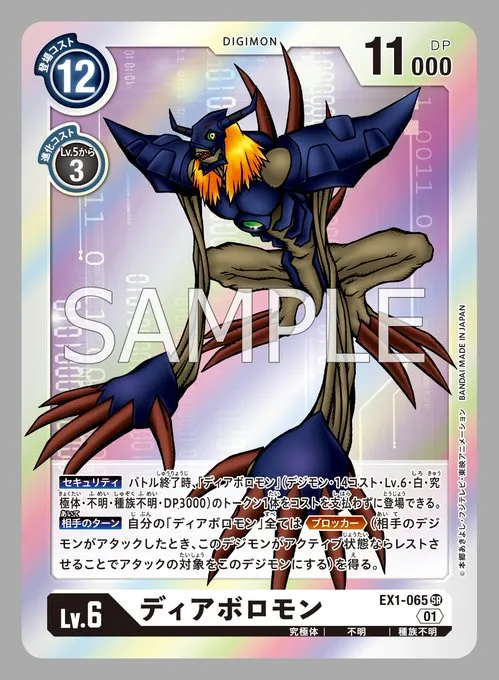 DIGIMON
登場コスト
12
11000
DP
進化コスト
Lv.5から
3
SAMPLE
セキュリティ バトル終了時、「ディアボロモン」(デジモン・14コスト・Lv.6・白・究
極体・不明・種族不明・DP3000)のトークン1体をコストを支払わずに登場できる。
相手のターン 自分の「ディアボロモン」全ては ブロッカー (相手のデジ
モンがアタックしたとき、このデジモンがアクティブ状態ならレストさ
せることでアタックの対象をこのデジモンにする)を得る。
©本郷あきよし・フジテレビ・東映アニメーション BANDAI MADE IN JAPAN
Lv.6
ディアボロモン
EX1-065 SR
01
究極体 | 不明 | 種族不明